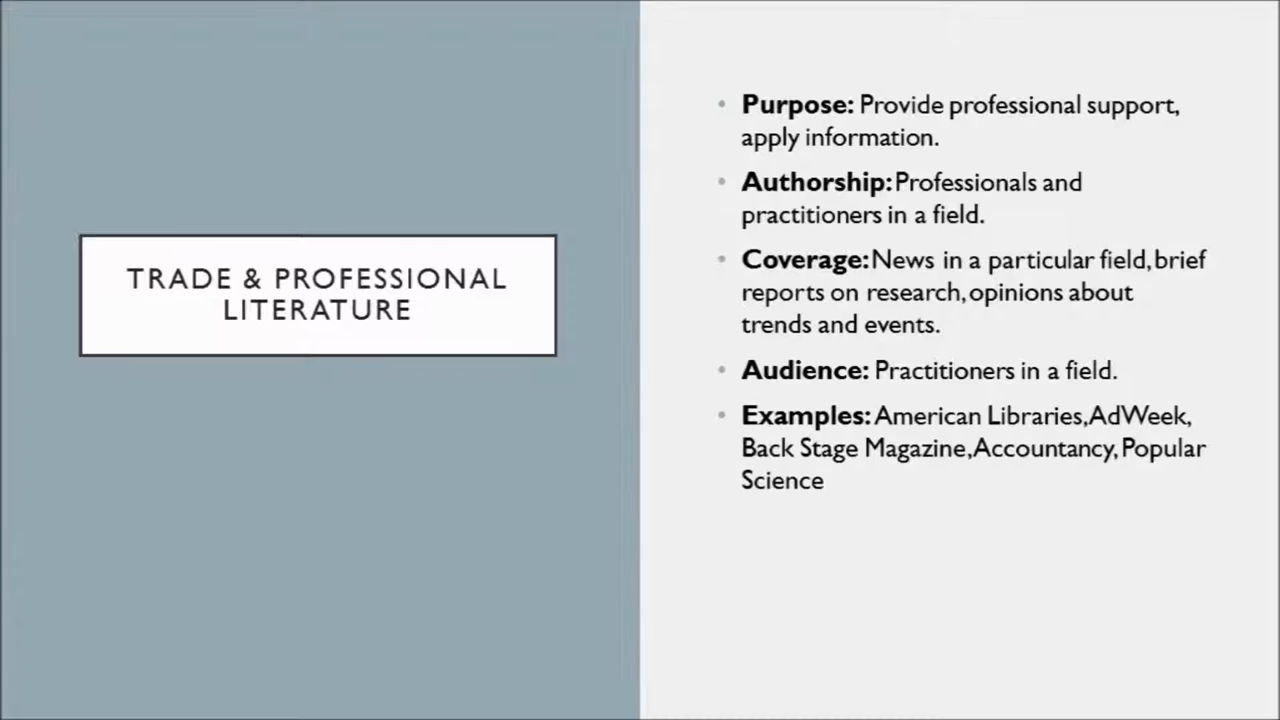 TRADE & PROFESSIONAL
LITERATURE
• Purpose: Provide professional support,
apply information.
• Authorship: Professionals and
practitioners in a field.
• Coverage: News in a particular field, brief
reports on research, opinions about
trends and events.
• Audience: Practitioners in a field.
• Examples: American Libraries, AdWeek,
Back Stage Magazine, Accountancy, Popular
Science